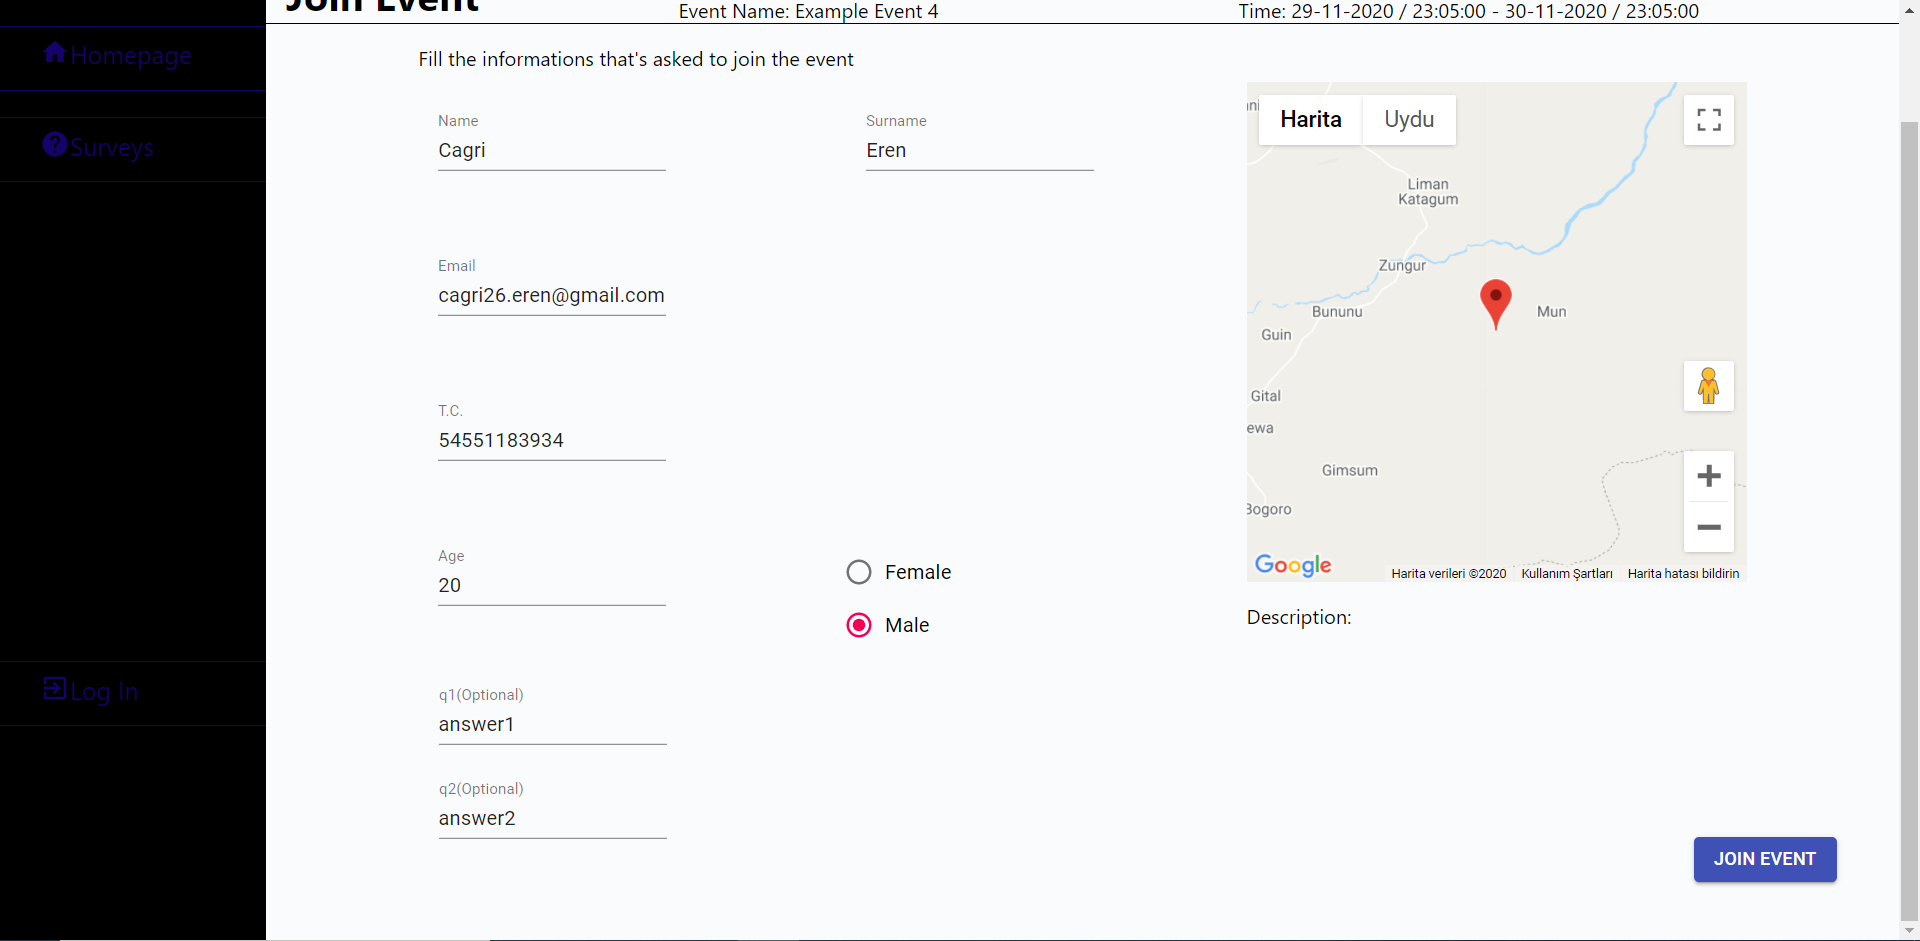 Join Event
Event Name: Example Event 4
Time: 29-11-2020 / 23:05:00 - 30-11-2020 / 23:05:00
Homepage
Surveys
Log In
Fill the informations that's asked to join the event
Name
Cagri
Surname
Eren
Email
cagri26.eren@gmail.com
T.C.
54551183934
Age
20
Female
Male
q1(Optional)
answer1
q2(Optional)
answer2
Harita
Uydu
Liman
Katagum
Zungur
Bununu
Mun
Guin
Gital
ewa
Gimsum
Bogoro
Google
Harita verileri ©2020
Kullanım Şartları
Harita hatası bildirin
Description:
JOIN EVENT